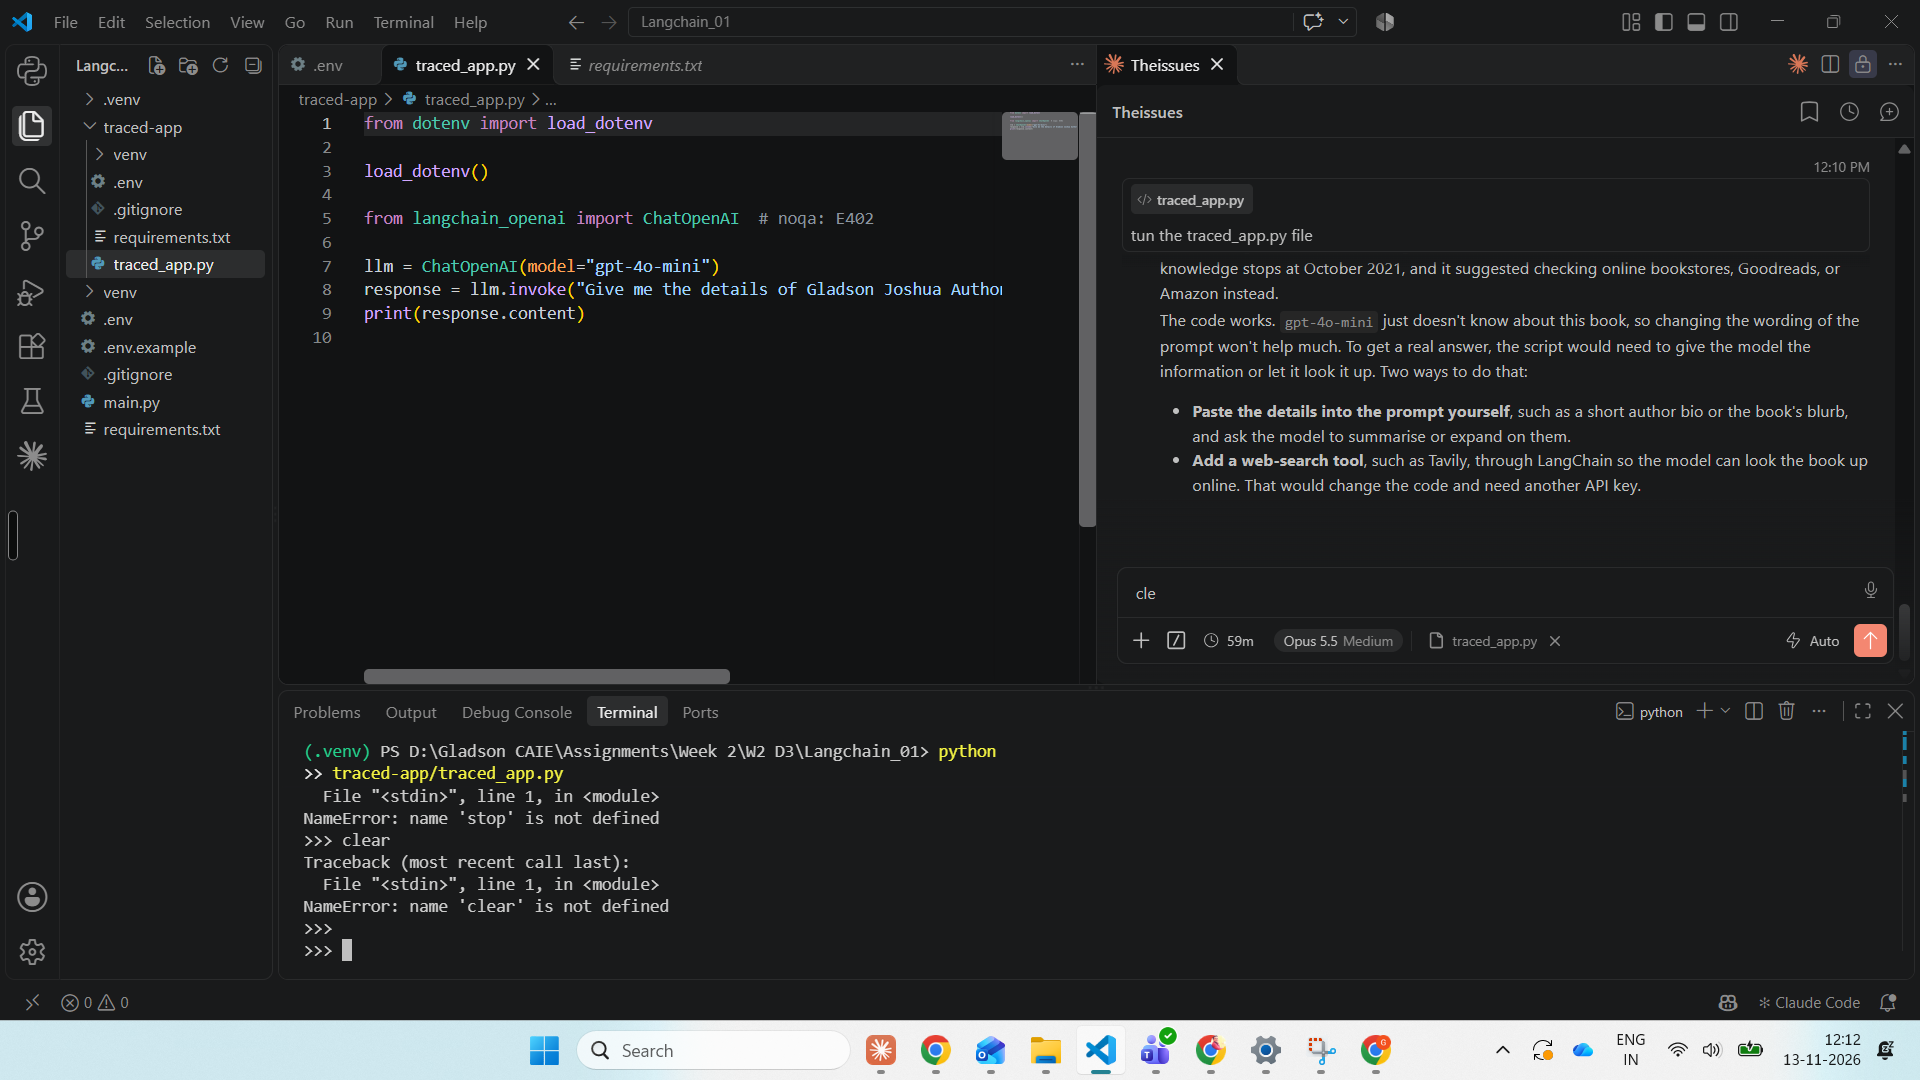 File Edit Selection View Go Run Terminal Help
Langchain_01
Langc...
.venv
traced-app
venv
.env
.gitignore
requirements.txt
traced_app.py
venv
.env
.env.example
.gitignore
main.py
requirements.txt
.env
traced_app.py
requirements.txt
traced-app > traced_app.py > ...
1 from dotenv import load_dotenv
2
3 load_dotenv()
4
5 from langchain_openai import ChatOpenAI # noqa: E402
6
7 llm = ChatOpenAI(model="gpt-4o-mini")
8 response = llm.invoke("Give me the details of Gladson Joshua Author
9 print(response.content)
10
Theissues
Theissues
12:10 PM
traced_app.py
tun the traced_app.py file
knowledge stops at October 2021, and it suggested checking online bookstores, Goodreads, or
Amazon instead.
The code works. gpt-4o-mini just doesn't know about this book, so changing the wording of the
prompt won't help much. To get a real answer, the script would need to give the model the
information or let it look it up. Two ways to do that:
• Paste the details into the prompt yourself, such as a short author bio or the book's blurb,
and ask the model to summarise or expand on them.
• Add a web-search tool, such as Tavily, through LangChain so the model can look the book up
online. That would change the code and need another API key.
cle
59m Opus 5.5 Medium traced_app.py Auto
Problems Output Debug Console Terminal Ports
python
(.venv) PS D:\Gladson CAIE\Assignments\Week 2\W2 D3\Langchain_01> python
>> traced-app/traced_app.py
File "<stdin>", line 1, in <module>
NameError: name 'stop' is not defined
>>> clear
Traceback (most recent call last):
File "<stdin>", line 1, in <module>
NameError: name 'clear' is not defined
>>>
>>>
0 0
Claude Code
Search
ENG
IN
12:12
13-11-2026